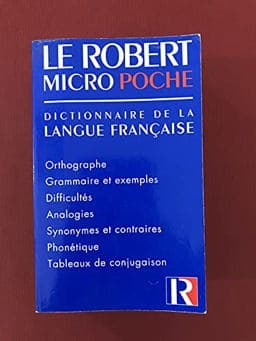 LE ROBERT
MICRO POCHE
DICTIONNAIRE DE LA
LANGUE FRANÇAISE
Orthographe
Grammaire et exemples
Difficultés
Analogies
Synonymes et contraires
Phonétique
Tableaux de conjugaison
R